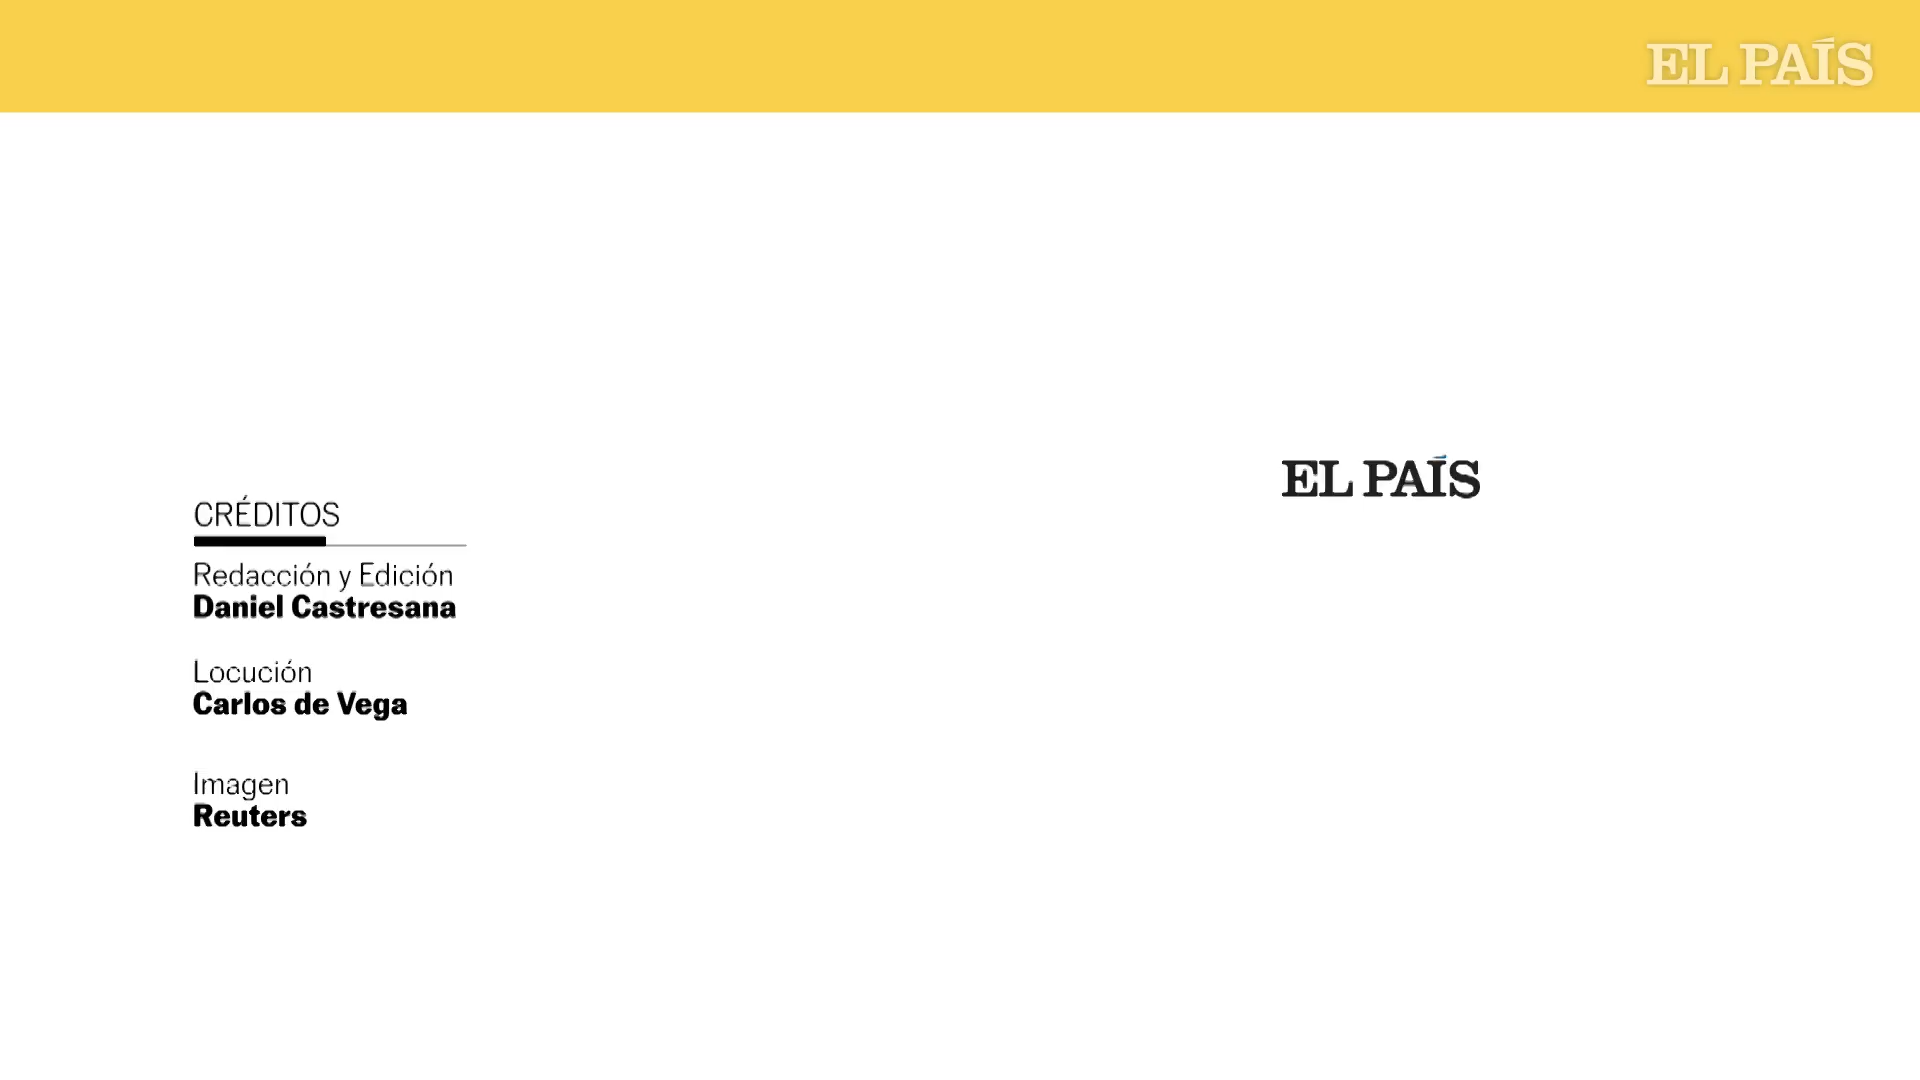 EL PAÍS
EL PAÍS
CRÉDITOS
Redacción y Edición
Daniel Castresana
Locución
Carlos de Vega
Imagen
Reuters